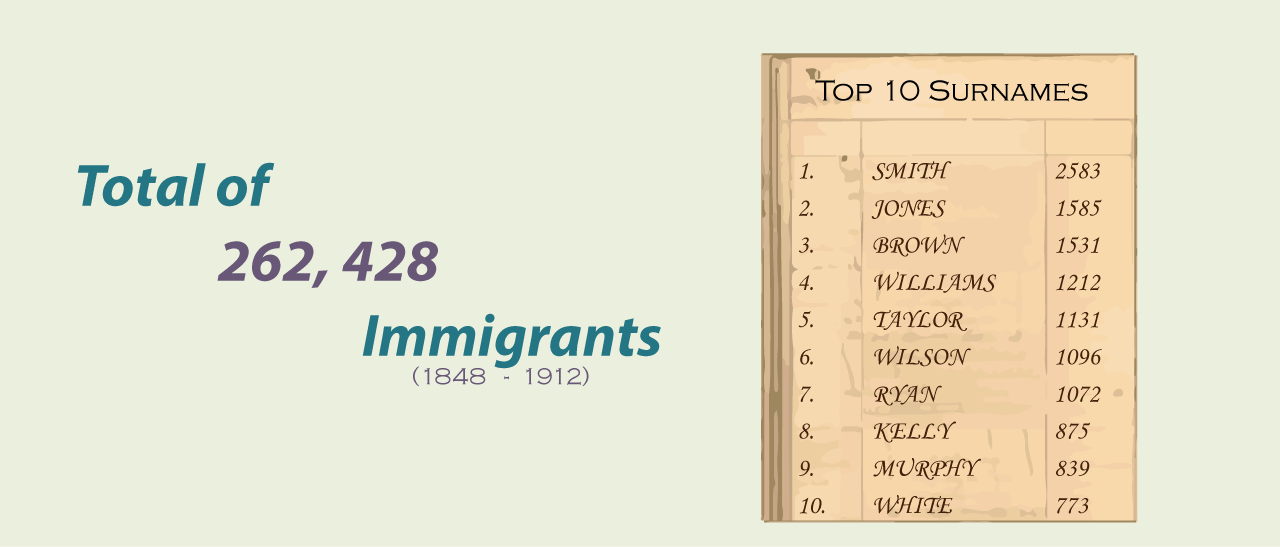 Total of
262, 428
Immigrants
(1848 - 1912)
Top 10 Surnames
1. SMITH 2583
2. JONES 1585
3. BROWN 1531
4. WILLIAMS 1212
5. TAYLOR 1131
6. WILSON 1096
7. RYAN 1072
8. KELLY 875
9. MURPHY 839
10. WHITE 773